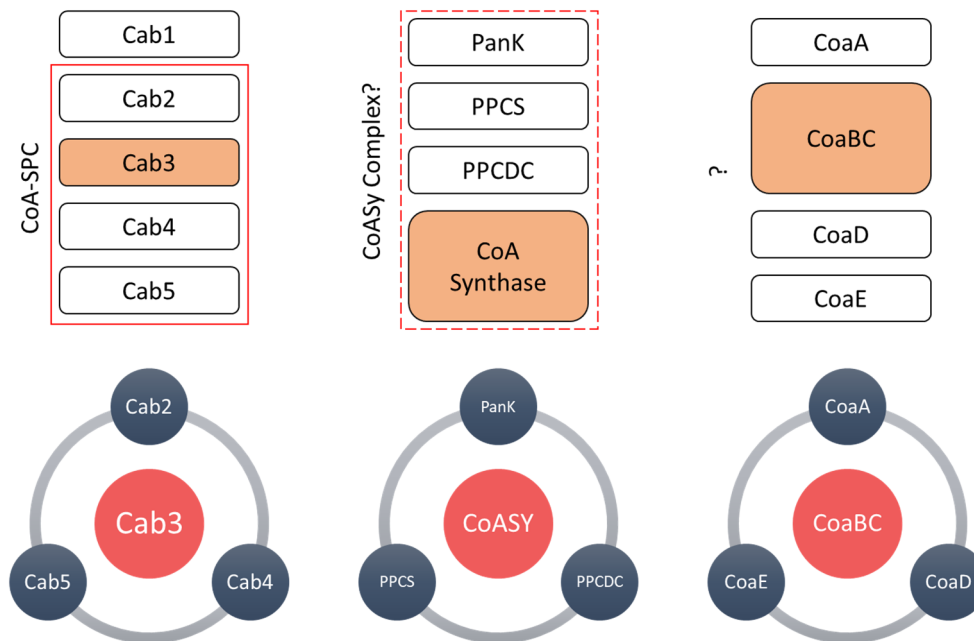 Cab1
Cab2
Cab3
Cab4
Cab5
CoA-SPC
PanK
PPCS
PPCDC
CoA
Synthase
CoASy Complex?
CoaA
CoaBC
CoaD
CoaE
?
Cab2
Cab3
Cab5
Cab4
PanK
CoASY
PPCS
PPCDC
CoaA
CoaBC
CoaE
CoaD